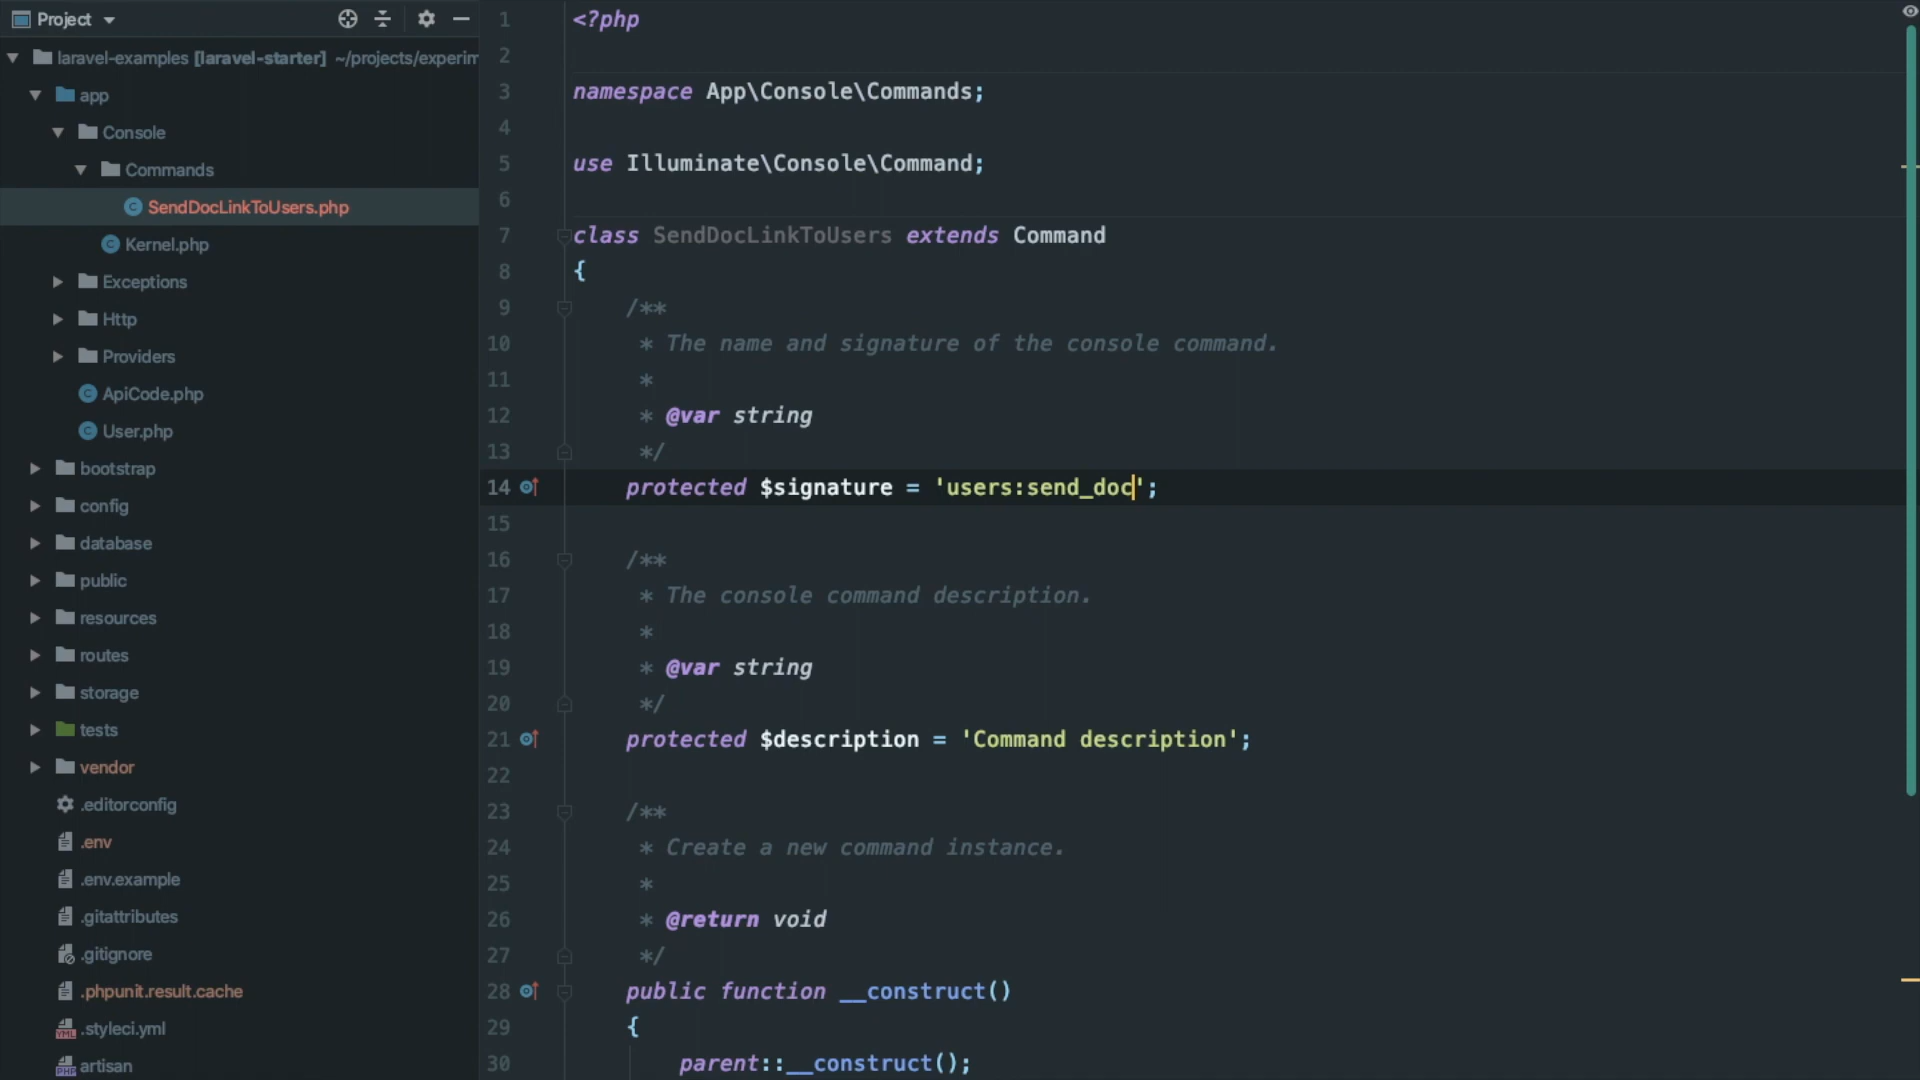 Project
laravel-examples [laravel-starter] ~/projects/experim
app
Console
Commands
SendDocLinkToUsers.php
Kernel.php
Exceptions
Http
Providers
ApiCode.php
User.php
bootstrap
config
database
public
resources
routes
storage
tests
vendor
.editorconfig
.env
.env.example
.gitattributes
.gitignore
.phpunit.result.cache
.styleci.yml
artisan
1 <?php
2
3 namespace App\Console\Commands;
4
5 use Illuminate\Console\Command;
6
7 class SendDocLinkToUsers extends Command
8 {
9 /**
10 * The name and signature of the console command.
11 *
12 * @var string
13 */
14 protected $signature = 'users:send_doc';
15
16 /**
17 * The console command description.
18 *
19 * @var string
20 */
21 protected $description = 'Command description';
22
23 /**
24 * Create a new command instance.
25 *
26 * @return void
27 */
28 public function __construct()
29 {
30 parent::__construct();